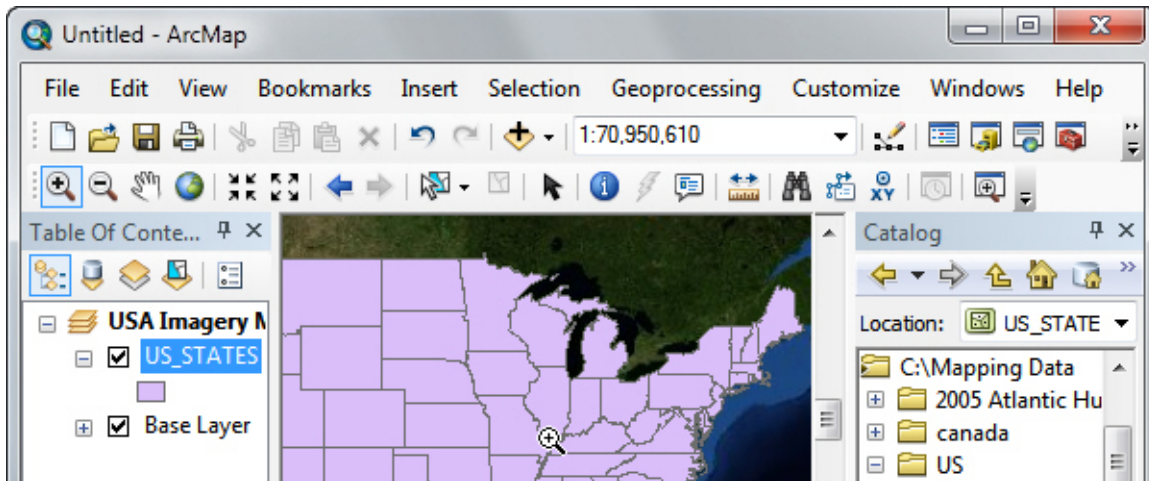 Untitled - ArcMap
File Edit View Bookmarks Insert Selection Geoprocessing Customize Windows Help
1:70,950,610
XY
Table Of Conte...
Catalog
USA Imagery M
Location: US_STATE
US_STATES
C:\Mapping Data
2005 Atlantic Hu
Base Layer
canada
US